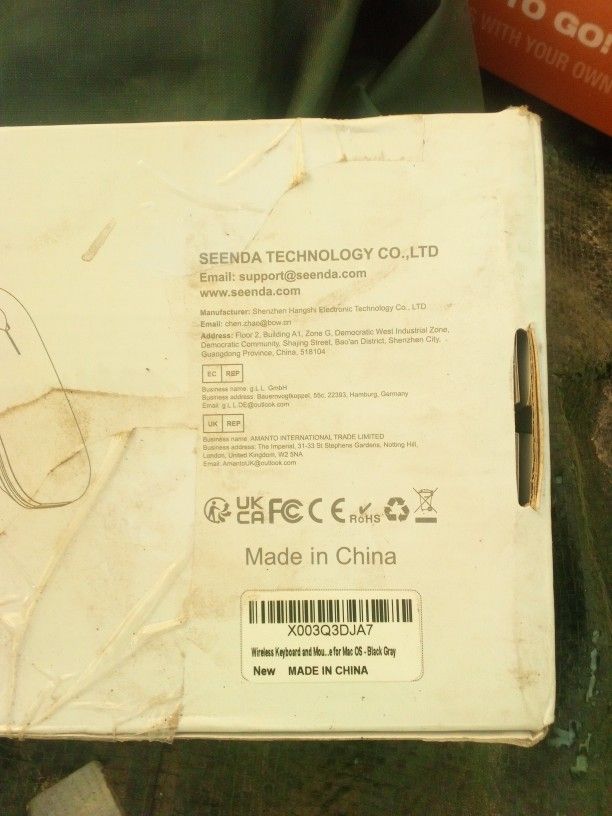 TO GO!
S WITH YOUR OWN
SEENDA TECHNOLOGY CO.,LTD
Email: support@seenda.com
www.seenda.com
Manufacturer: Shenzhen Hangshi Electronic Technology Co., LTD
Email: chen.zhao@bow.cn
Address: Floor 2, Building A1, Zone G, Democratic West Industrial Zone,
Democratic Community, Shajing Street, Bao'an District, Shenzhen City,
Guangdong Province, China, 518104
EC REP
Business name: g.L.L. GmbH
Business address: Bauernvogtkoppel, 55c, 22393, Hamburg, Germany
Email: g.L.L.DE@outlook.com
UK REP
Business name: AMANTO INTERNATIONAL TRADE LIMITED
Business address: The Imperial, 31-33 St Stephens Gardens, Notting Hill,
London, United Kingdom, W2 5NA
Email: AmantoUK@outlook.com
UK CA FC CE RoHS
Made in China
X003Q3DJA7
Wireless Keyboard and Mou...e for Mac OS - Black Gray
New MADE IN CHINA